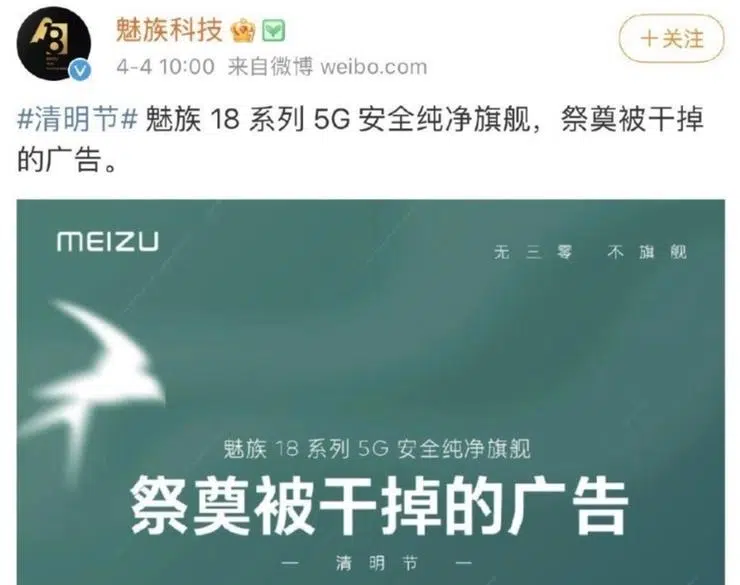 魅族科技
4-4 10:00 来自微博 weibo.com
＋关注
#清明节# 魅族 18 系列 5G 安全纯净旗舰，祭奠被干掉
的广告。
MEIZU
无三零 不旗舰
魅族 18 系列 5G 安全纯净旗舰
祭奠被干掉的广告
— 清明节 —